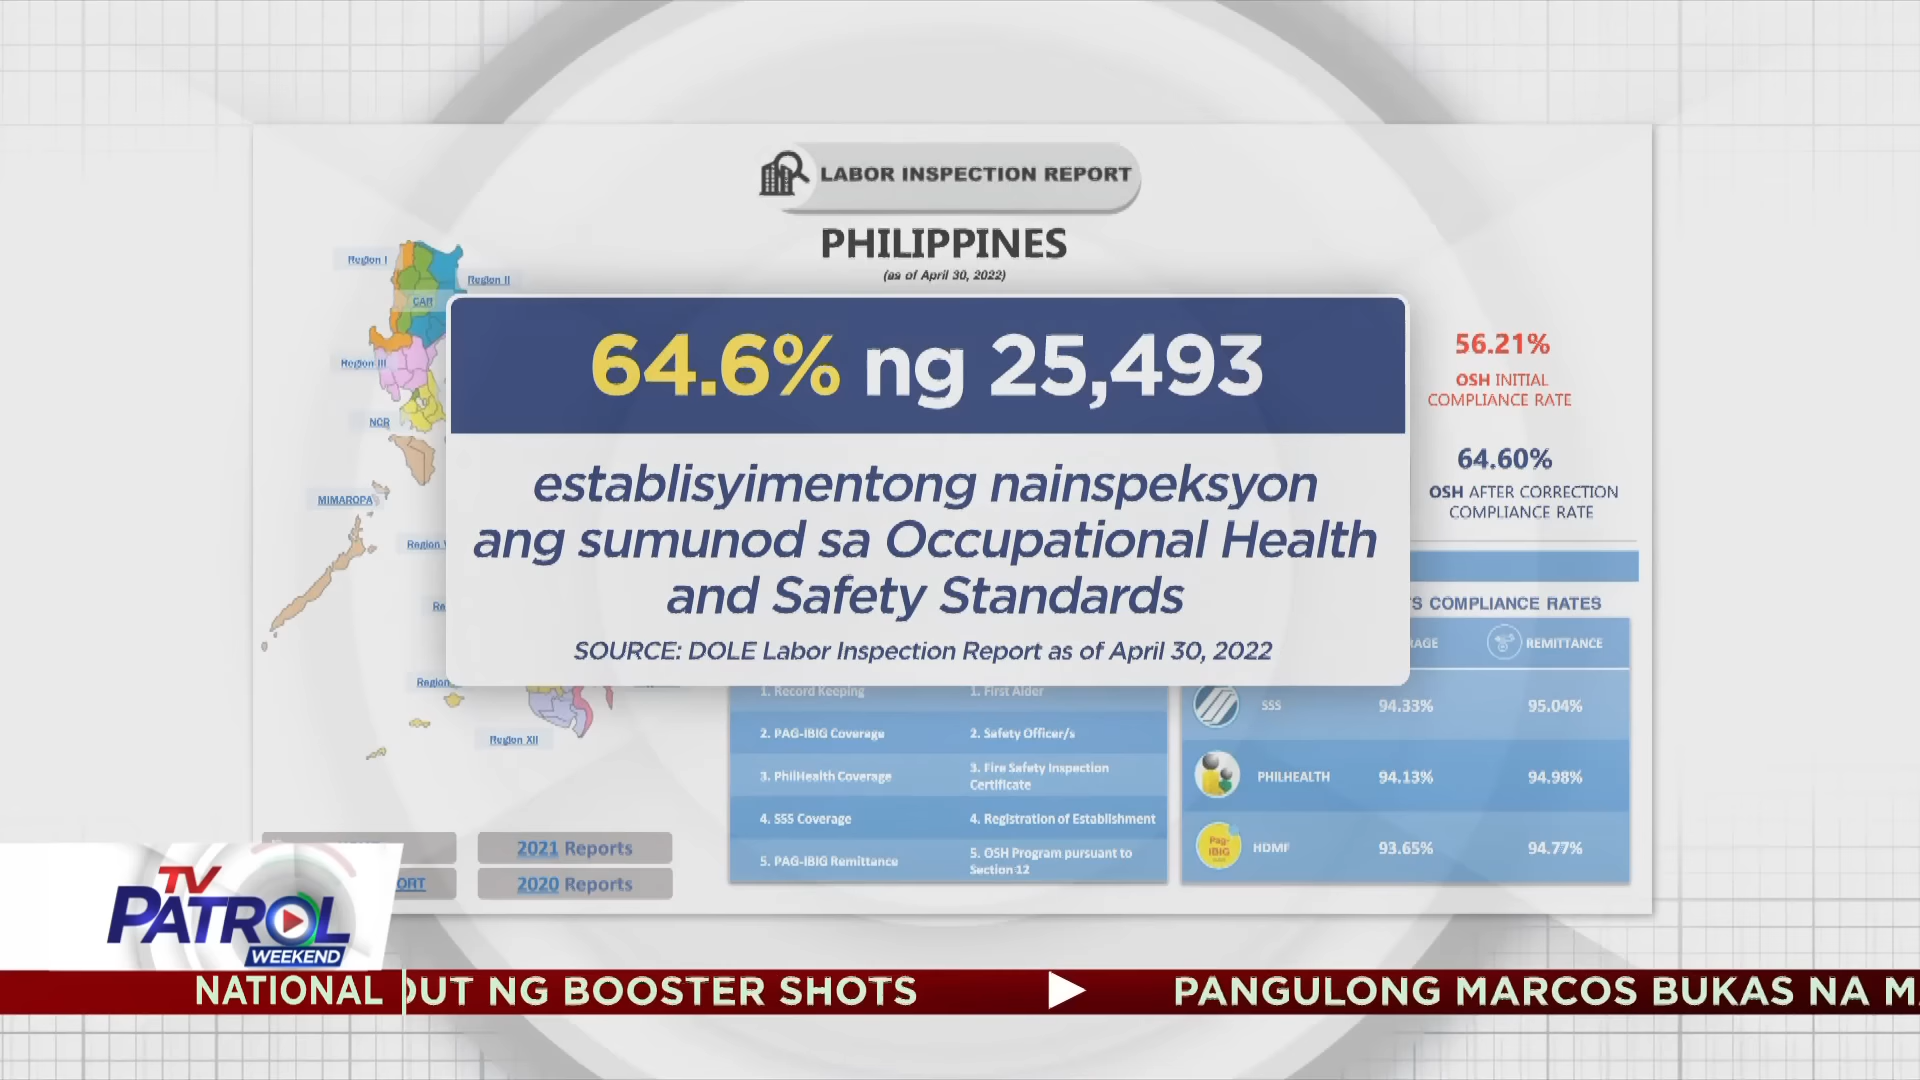 LABOR INSPECTION REPORT
PHILIPPINES
(as of April 30, 2022)
Region I
Region II
CAR
Region III
NCR
MIMAROPA
Region
Region
Region XII
64.6% ng 25,493
establisyimentong nainspeksyon
ang sumunod sa Occupational Health
and Safety Standards
SOURCE: DOLE Labor Inspection Report as of April 30, 2022
56.21%
OSH INITIAL
COMPLIANCE RATE
64.60%
OSH AFTER CORRECTION
COMPLIANCE RATE
S COMPLIANCE RATES
REMITTANCE
SSS 94.33% 95.04%
PHILHEALTH 94.13% 94.98%
Pag-IBIG HDMF 93.65% 94.77%
1. Record Keeping 1. First Aider
2. PAG-IBIG Coverage 2. Safety Officer/s
3. PhilHealth Coverage 3. Fire Safety Inspection
Certificate
4. SSS Coverage 4. Registration of Establishment
5. PAG-IBIG Remittance 5. OSH Program pursuant to
Section 12
2021 Reports
2020 Reports
ORT
TV
PATROL
WEEKEND
NATIONAL
OUT NG BOOSTER SHOTS
PANGULONG MARCOS BUKAS NA